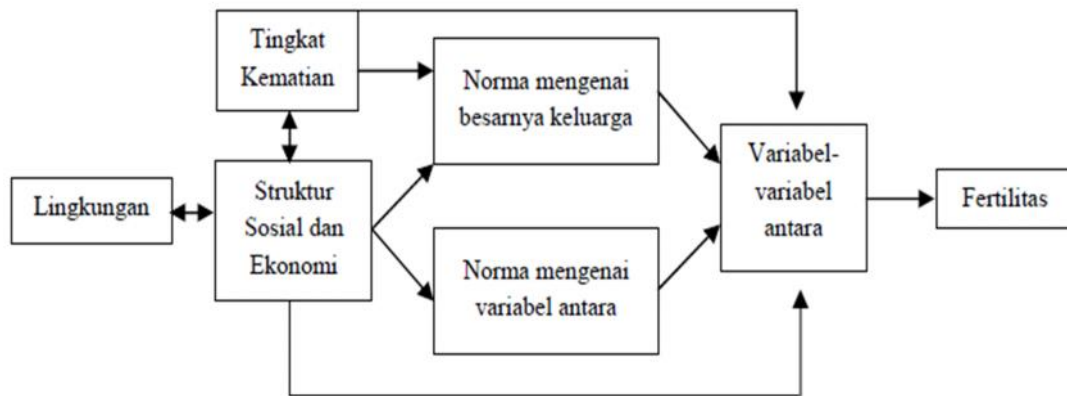 Tingkat
Kematian
Norma mengenai
besarnya keluarga
Lingkungan
Struktur
Sosial dan
Ekonomi
Norma mengenai
variabel antara
Variabel-
variabel
antara
Fertilitas